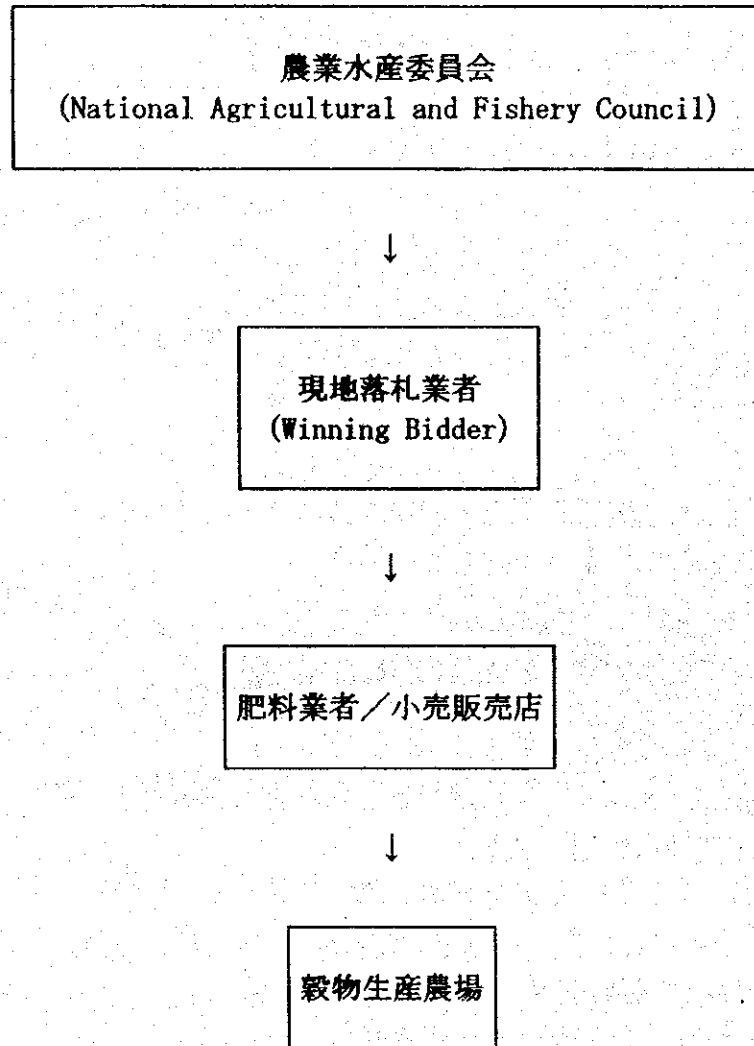 農業水産委員会
(National Agricultural and Fishery Council)
↓
現地落札業者
(Winning Bidder)
↓
肥料業者／小売販売店
↓
穀物生産農場